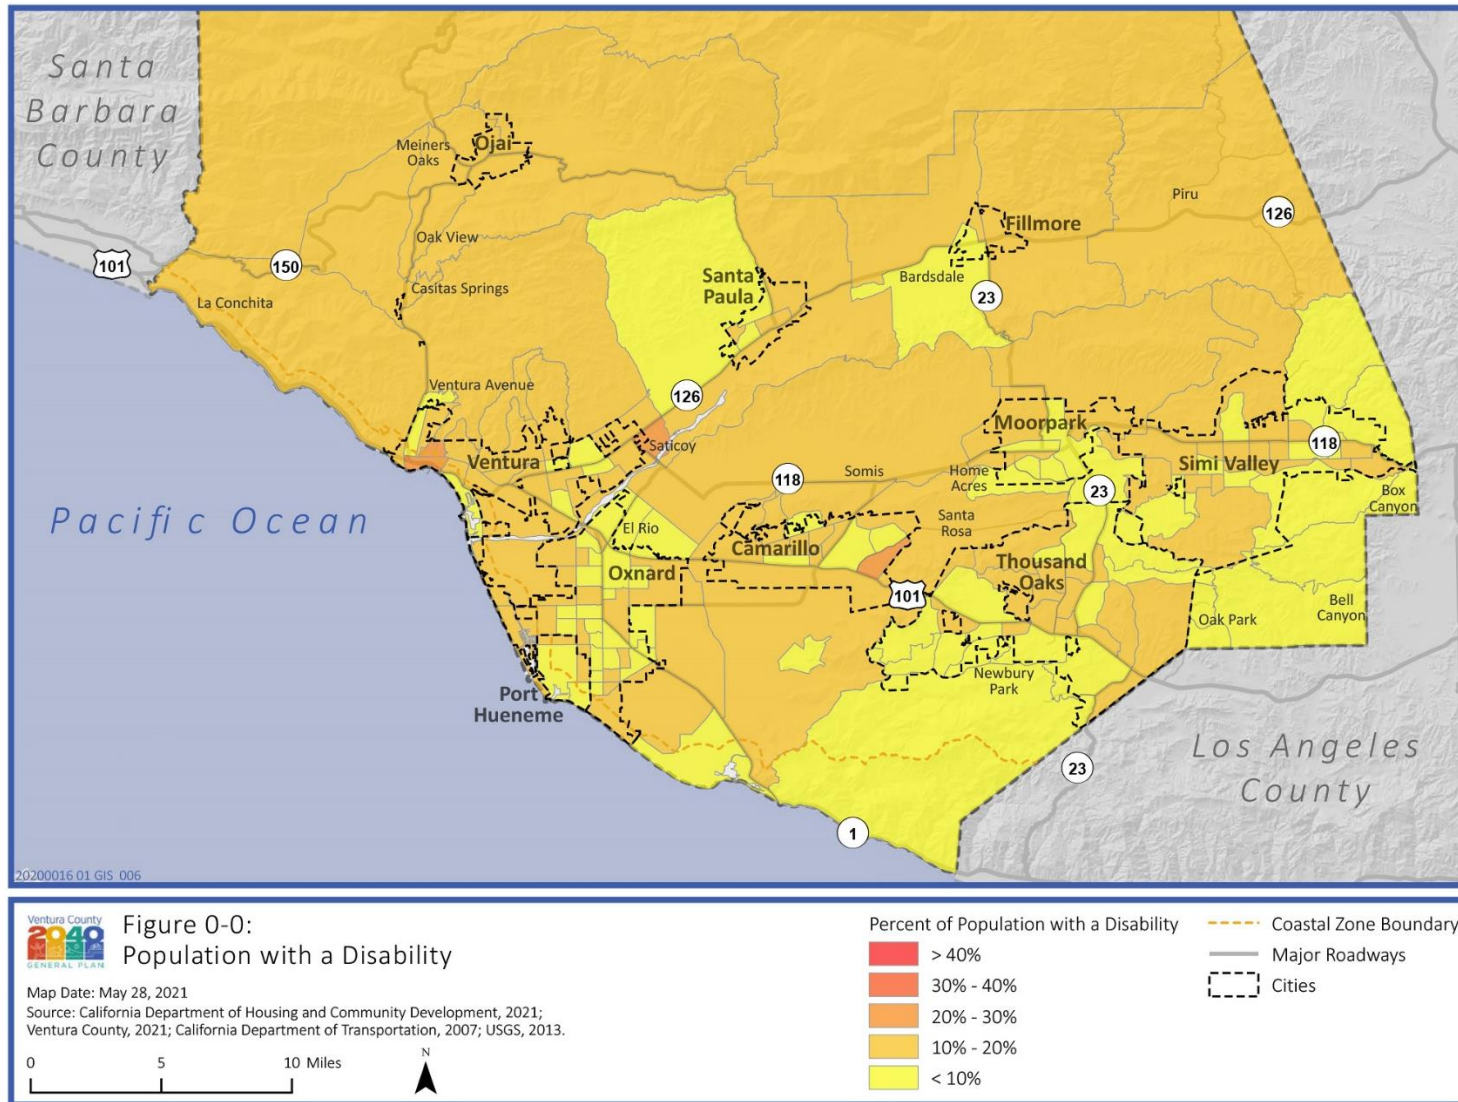 Santa
Barbara
County
Meiners
Oaks
Ojai
Piru
126
Fillmore
Oak View
101
150
Santa
Paula
Bardsdale
Casitas Springs
23
La Conchita
Ventura Avenue
126
Moorpark
Saticoy
118
Ventura
Simi Valley
118
Somis
Home
Acres
23
Box
Canyon
Pacific Ocean
El Rio
Santa
Rosa
Camarillo
Oxnard
Thousand
Oaks
101
Bell
Canyon
Oak Park
Newbury
Park
Port
Hueneme
Los Angeles
County
23
1
20200016 01 GIS 006
Ventura County
2040
GENERAL PLAN
Figure 0-0:
Population with a Disability
Map Date: May 28, 2021
Source: California Department of Housing and Community Development, 2021;
Ventura County, 2021; California Department of Transportation, 2007; USGS, 2013.
0 5 10 Miles
N
Percent of Population with a Disability
> 40%
30% - 40%
20% - 30%
10% - 20%
< 10%
Coastal Zone Boundary
Major Roadways
Cities